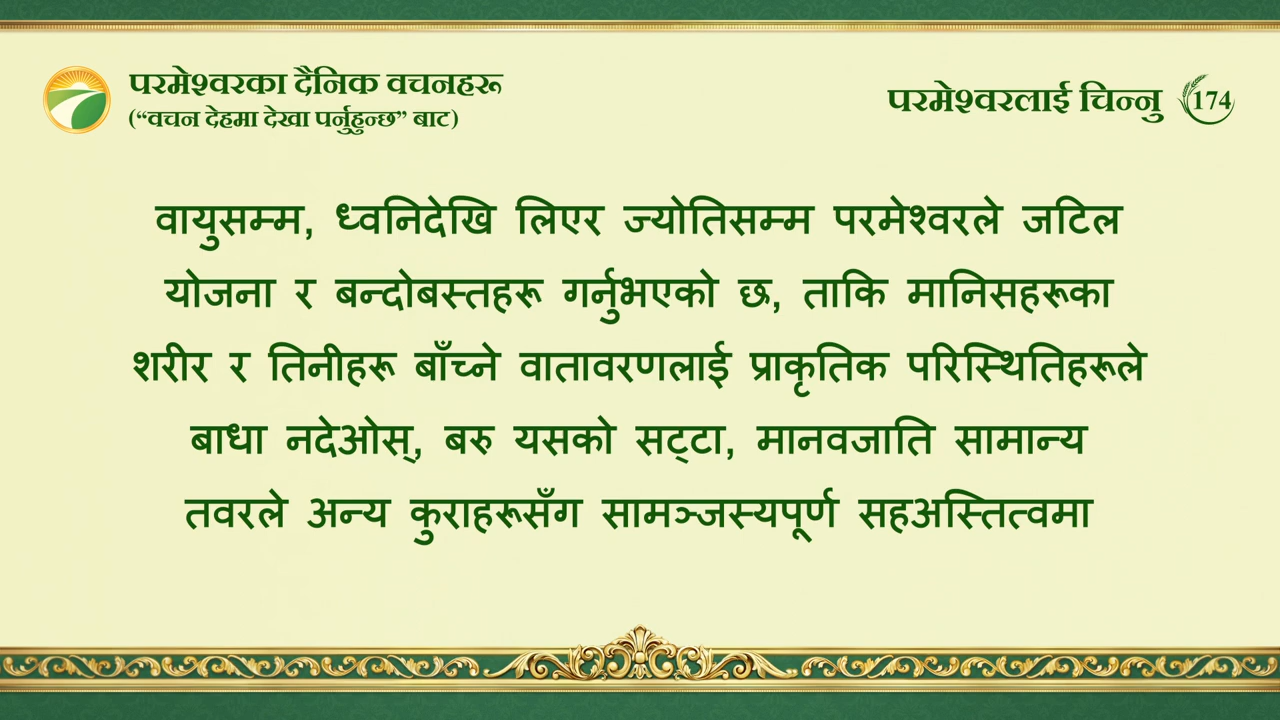 परमेश्वरका दैनिक वचनहरू
(“वचन देहमा देखा पर्नुहुन्छ” बाट)
परमेश्वरलाई चिन्नु 174
वायुसम्म, ध्वनिदेखि लिएर ज्योतिसम्म परमेश्वरले जटिल
योजना र बन्दोबस्तहरू गर्नुभएको छ, ताकि मानिसहरूका
शरीर र तिनीहरू बाँच्ने वातावरणलाई प्राकृतिक परिस्थितिहरूले
बाधा नदेओस्, बरु यसको सट्टा, मानवजाति सामान्य
तवरले अन्य कुराहरूसँग सामञ्जस्यपूर्ण सहअस्तित्वमा